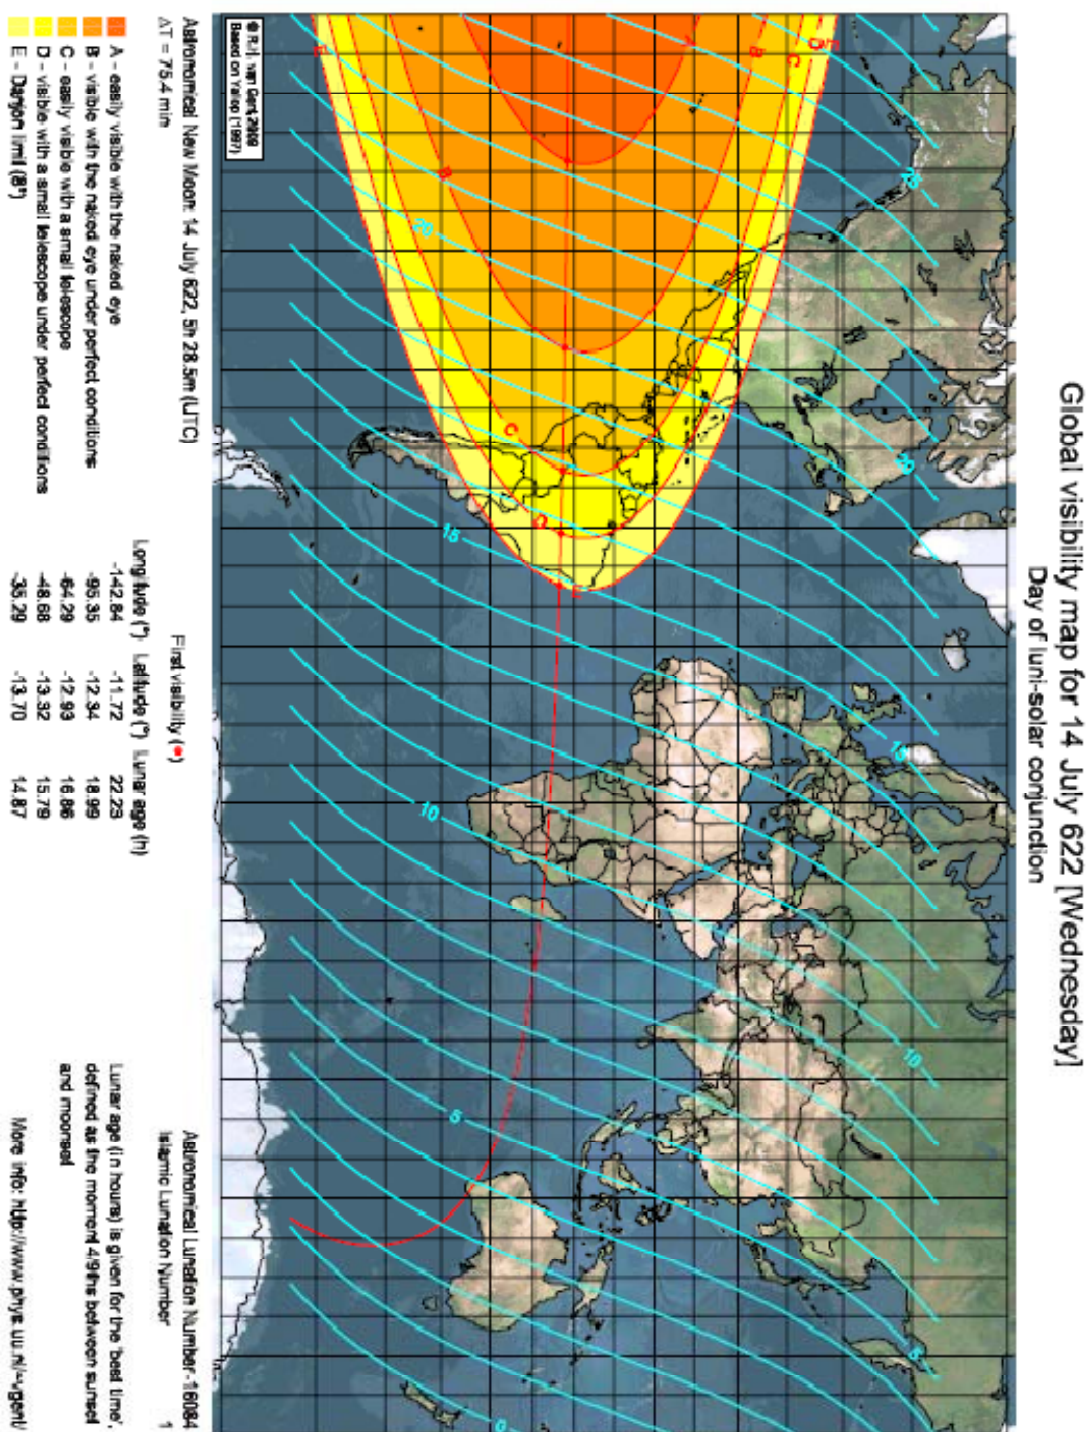 Global visibility map for 14 July 622 [Wednesday]
Day of luni-solar conjunction
E
B
A
B
C
D
E
C
D
E
25
20
20
15
15
10
10
5
5
0
© R.H. van Gent 2009
Based on Yallop (1997)
Astronomical New Moon: 14 July 622, 5h 28.5m (UTC)
ΔT = 75.4 min
Astronomical Lunation Number -16084
Islamic Lunation Number 1
First visibility (●)
Longitude (°) Latitude (°) Lunar age (h)
A – easily visible with the naked eye -142.84 -11.72 22.23
B – visible with the naked eye under perfect conditions -95.35 -12.34 18.99
C – easily visible with a small telescope -64.29 -12.93 16.86
D – visible with a small telescope under perfect conditions -48.68 -13.32 15.79
E – Danjon limit (8°) -35.29 -13.70 14.87
Lunar age (in hours) is given for the 'best time',
defined as the moment 4/9ths between sunset
and moonset
More info: http://www.phys.uu.nl/~vgent/